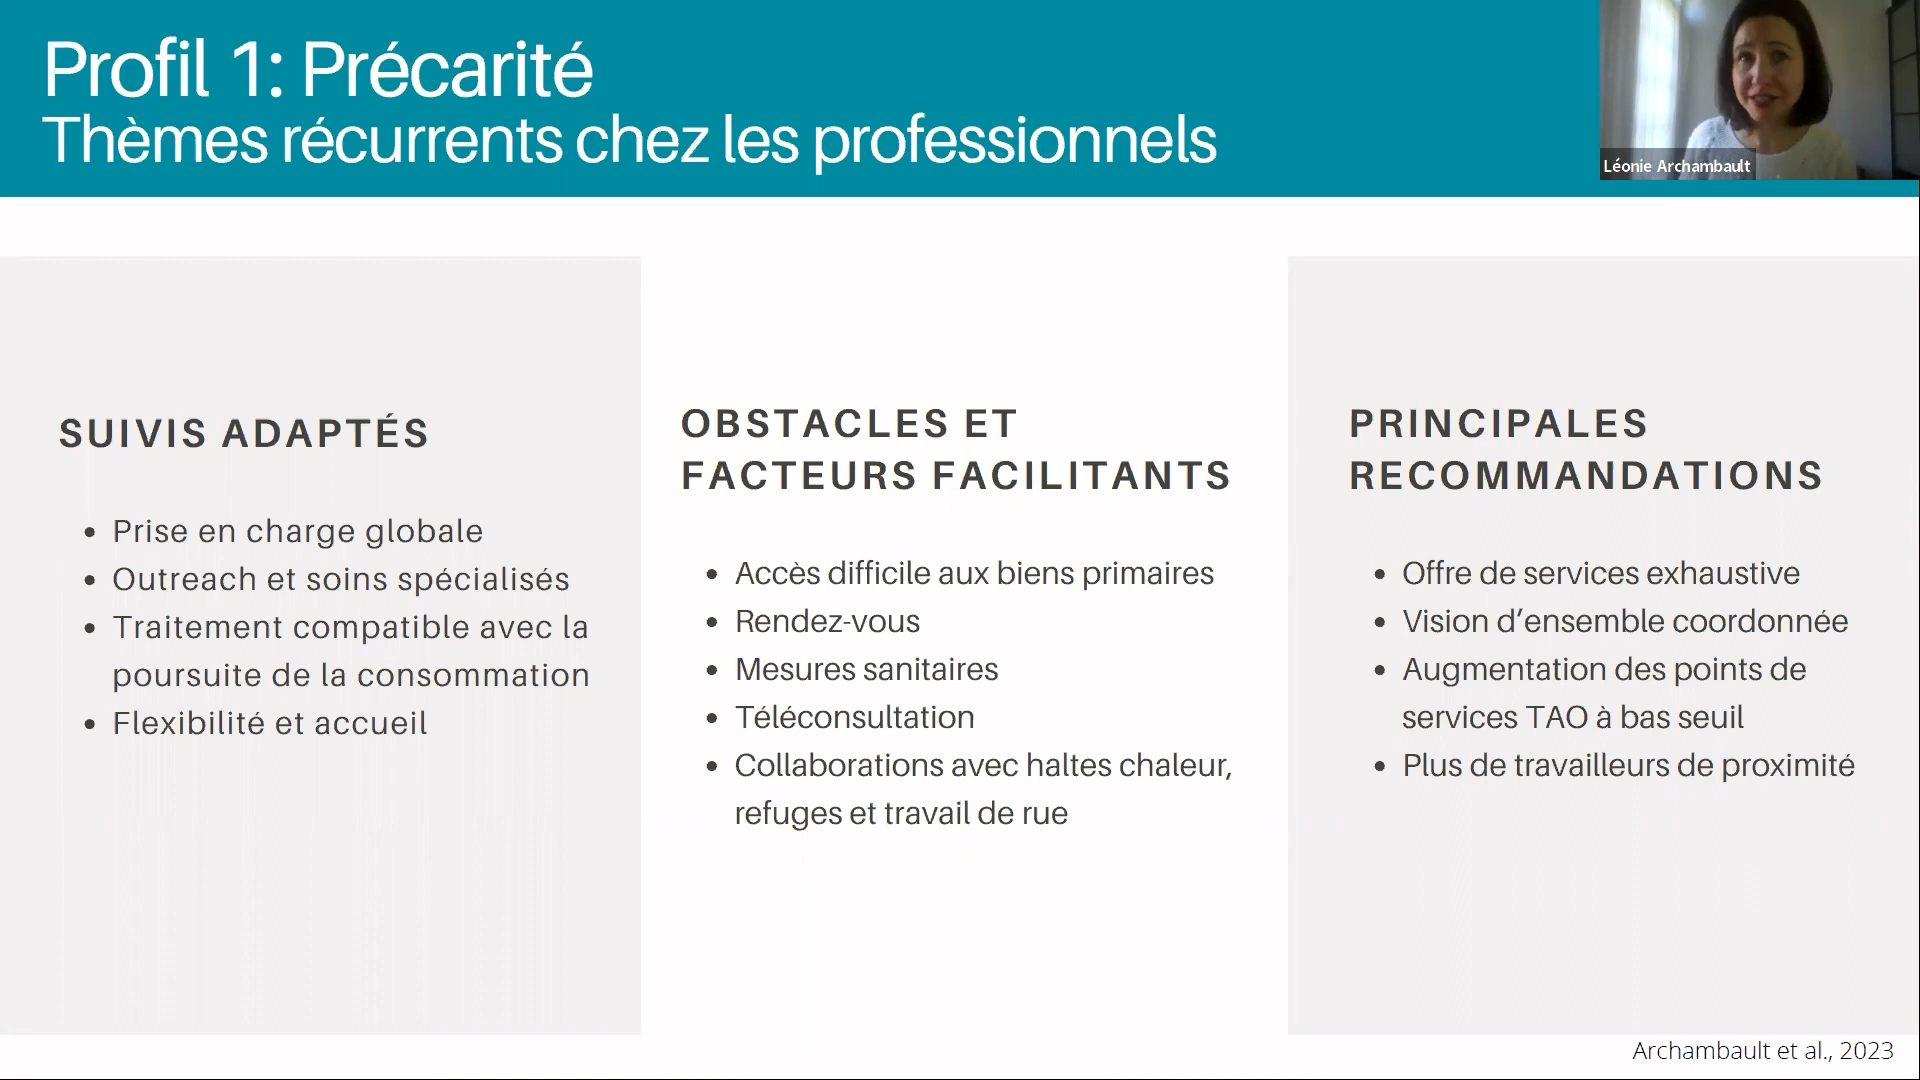 Profil 1: Précarité
Thèmes récurrents chez les professionnels
Léonie Archambault
SUIVIS ADAPTÉS
• Prise en charge globale
• Outreach et soins spécialisés
• Traitement compatible avec la
poursuite de la consommation
• Flexibilité et accueil
OBSTACLES ET
FACTEURS FACILITANTS
• Accès difficile aux biens primaires
• Rendez-vous
• Mesures sanitaires
• Téléconsultation
• Collaborations avec haltes chaleur,
refuges et travail de rue
PRINCIPALES
RECOMMANDATIONS
• Offre de services exhaustive
• Vision d’ensemble coordonnée
• Augmentation des points de
services TAO à bas seuil
• Plus de travailleurs de proximité
Archambault et al., 2023